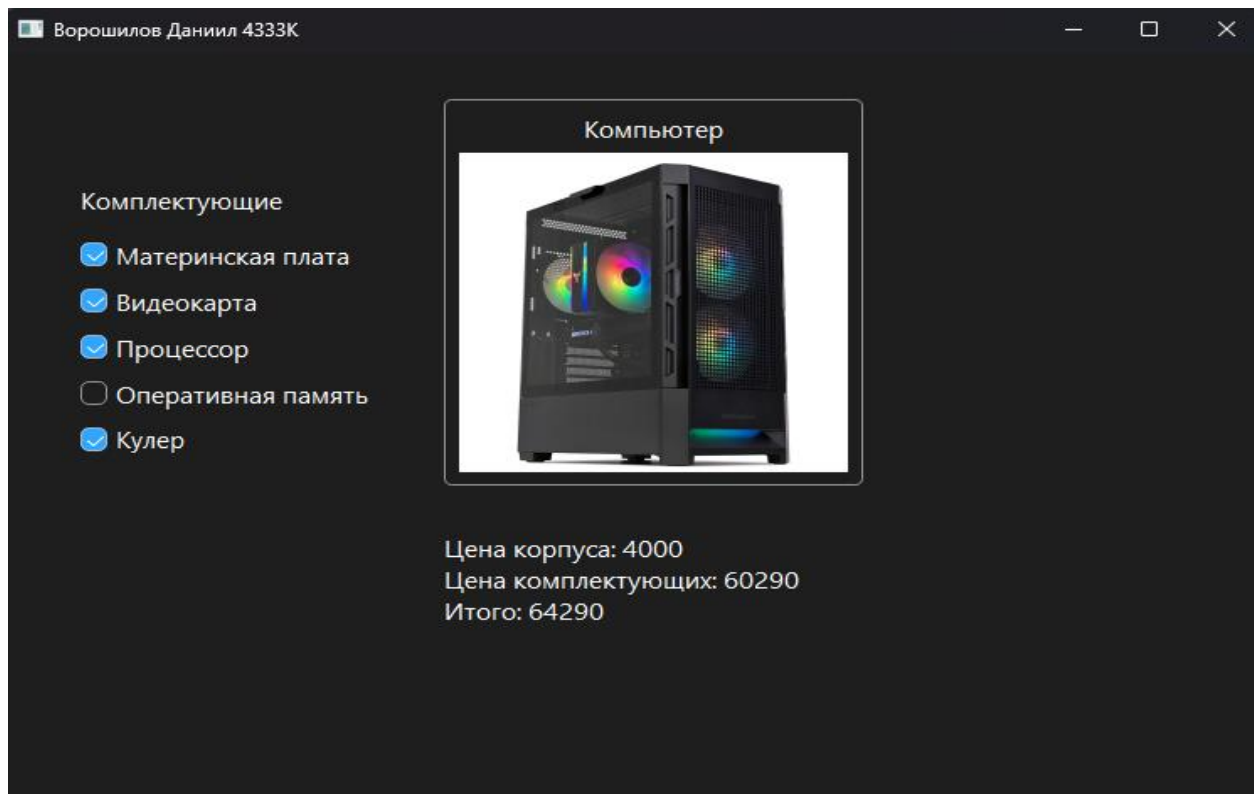 Ворошилов Даниил 4333К
Компьютер
Комплектующие
Материнская плата
Видеокарта
Процессор
Оперативная память
Кулер
Цена корпуса: 4000
Цена комплектующих: 60290
Итого: 64290